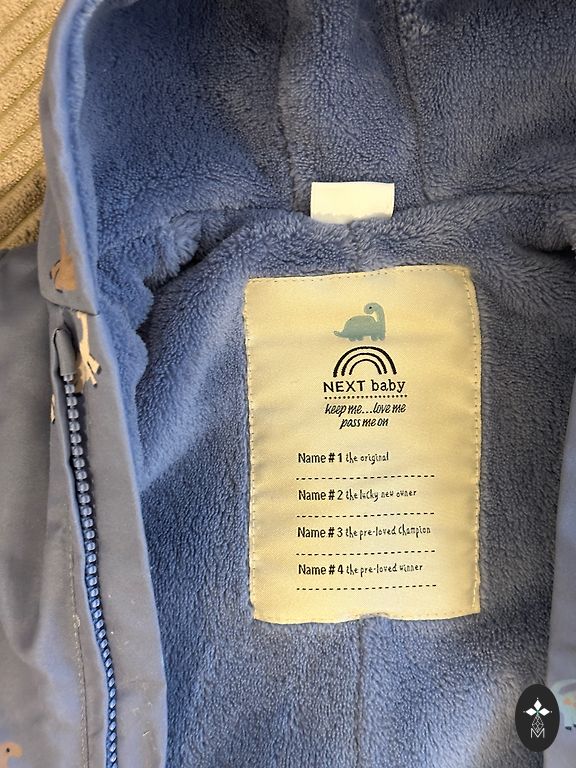 NEXT baby
keep me...love me
pass me on
Name # 1 the original
Name # 2 the lucky new owner
Name # 3 the pre-loved champion
Name # 4 the pre-loved winner
M